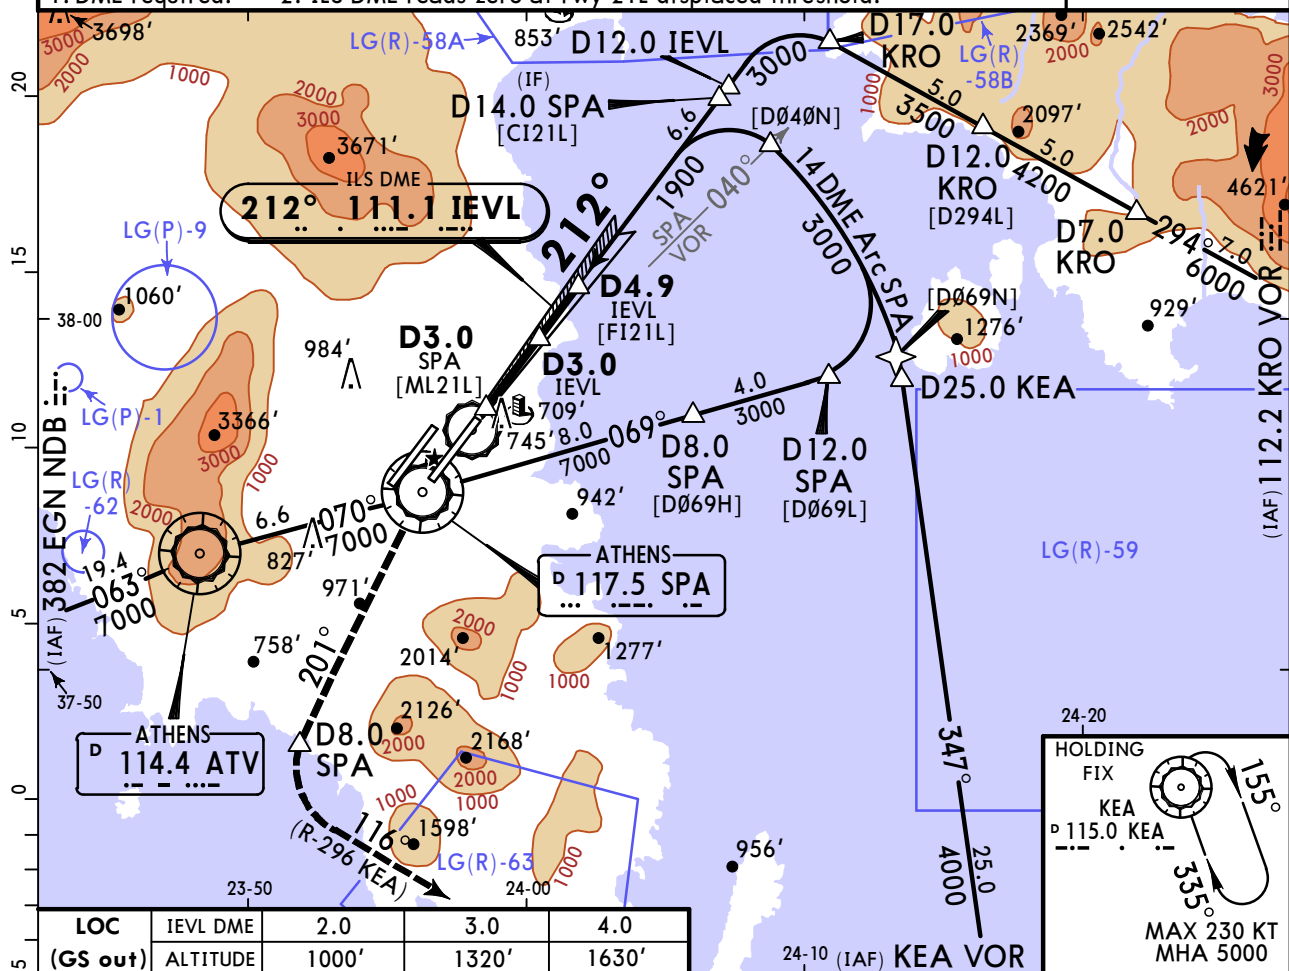 1. DME required. 2. ILS DME reads zero at rwy 21L displaced threshold.
3698'
3000
2000
1000
LG(R)-58A
853'
D12.0 IEVL
(IF)
D14.0 SPA
[CI21L]
3000
6.6
D17.0
KRO
LG(R)
-58B
2369'
2000
2542'
1000
5.0
3500
2097'
2000
3000
20
2000
3000
3671'
ILS DME
212° 111.1 IEVL
212°
1900
[DØ40N]
SPA
VOR
040°
14 DME Arc SPA
3000
D12.0
KRO
[D294L]
5.0
4200
4621'
D7.0
KRO
294°
7.0
6000
LG(P)-9
15
1060'
38-00
984'
D3.0
SPA
[ML21L]
D4.9
IEVL
[FI21L]
D3.0
IEVL
[DØ69N]
1276'
1000
929'
(IAF) 112.2 KRO VOR
LG(P)-1
3366'
3000
1000
2000
10
709'
745'
8.0
7000
069°
4.0
3000
D25.0 KEA
D8.0
SPA
[DØ69H]
D12.0
SPA
[DØ69L]
LG(R)
-62
(IAF) 382 EGN NDB
19.4
063°
7000
6.6
070°
7000
827'
942'
971'
ATHENS
D 117.5 SPA
LG(R)-59
5
37-50
758'
201°
2000
2014'
1000
1277'
1000
ATHENS
D 114.4 ATV
D8.0
SPA
2126'
2000
2168'
2000
1000
1000
0
116°
(R-296 KEA)
1598'
LG(R)-63
1000
956'
347°
25.0
4000
24-20
HOLDING
FIX
KEA
D 115.0 KEA
155°
335°
MAX 230 KT
MHA 5000
23-50
24-00
24-10
(IAF) KEA VOR
5
LOC IEVL DME 2.0 3.0 4.0
(GS out) ALTITUDE 1000' 1320' 1630'